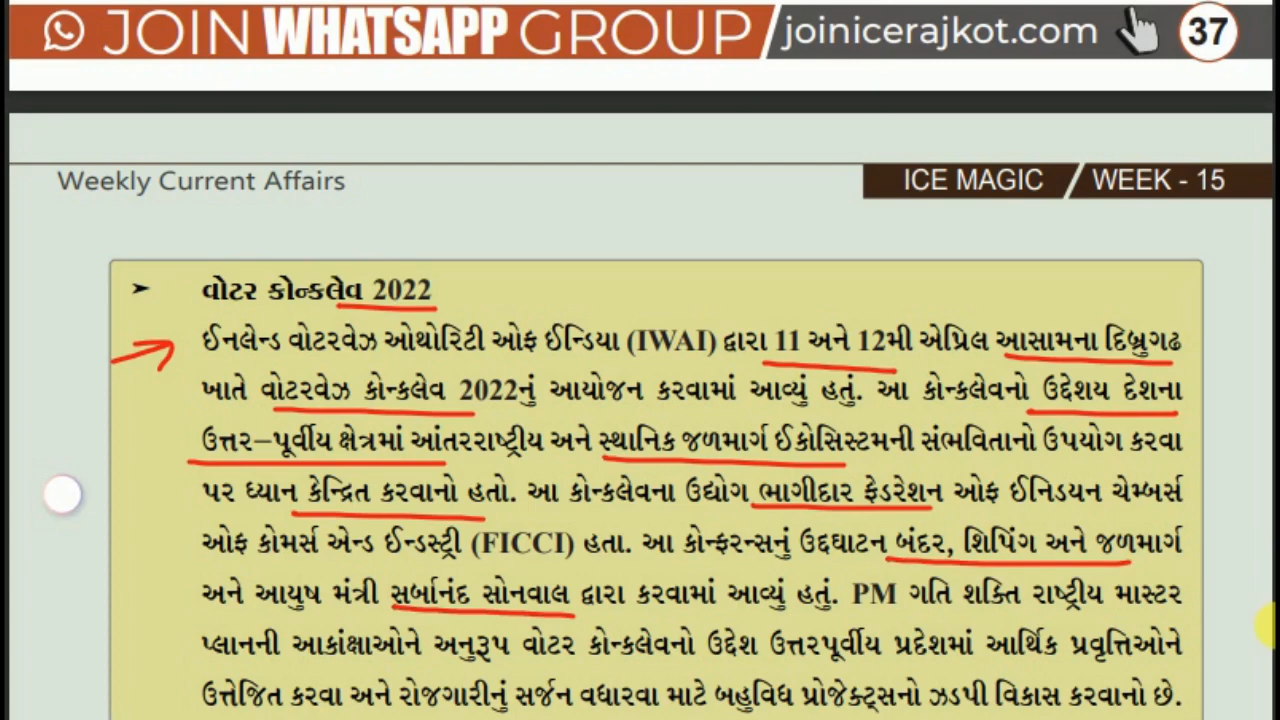 JOIN WHATSAPP GROUP joinicerajkot.com 37
Weekly Current Affairs ICE MAGIC WEEK - 15
➤ વોટર કોન્કલેવ 2022
ઈનલેન્ડ વોટરવેઝ ઓથોરિટી ઓફ ઈન્ડિયા (IWAI) દ્વારા 11 અને 12મી એપ્રિલ આસામના દિબ્રુગઢ
ખાતે વોટરવેઝ કોન્કલેવ 2022નું આયોજન કરવામાં આવ્યું હતું. આ કોન્કલેવનો ઉદ્દેશય દેશના
ઉત્તર–પૂર્વીય ક્ષેત્રમાં આંતરરાષ્ટ્રીય અને સ્થાનિક જળમાર્ગ ઈકોસિસ્ટમની સંભવિતાનો ઉપયોગ કરવા
પર ધ્યાન કેન્દ્રિત કરવાનો હતો. આ કોન્કલેવના ઉદ્યોગ ભાગીદાર ફેડરેશન ઓફ ઈનિડયન ચેમ્બર્સ
ઓફ કોમર્સ એન્ડ ઈન્ડસ્ટ્રી (FICCI) હતા. આ કોન્ફરન્સનું ઉદ્દઘાટન બંદર, શિપિંગ અને જળમાર્ગ
અને આયુષ મંત્રી સર્બાનંદ સોનવાલ દ્વારા કરવામાં આવ્યું હતું. PM ગતિ શક્તિ રાષ્ટ્રીય માસ્ટર
પ્લાનની આકાંક્ષાઓને અનુરૂપ વોટર કોન્કલેવનો ઉદ્દેશ ઉત્તરપૂર્વીય પ્રદેશમાં આર્થિક પ્રવૃત્તિઓને
ઉત્તેજિત કરવા અને રોજગારીનું સર્જન વધારવા માટે બહુવિધ પ્રોજેક્ટ્સનો ઝડપી વિકાસ કરવાનો છે.